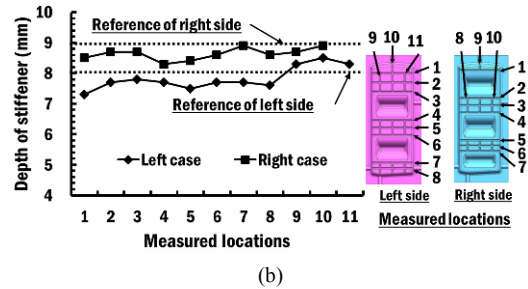 (b)
Depth of stiffener (mm)
10
9
8
7
6
5
4
3
Reference of right side
Reference of left side
Left case
Right case
1 2 3 4 5 6 7 8 9 10 11
Measured locations
9 10 11
1
2
3
4
5
6
7
8
Left side
8 9 10
1
2
3
4
5
6
7
Right side
Measured locations
(b)